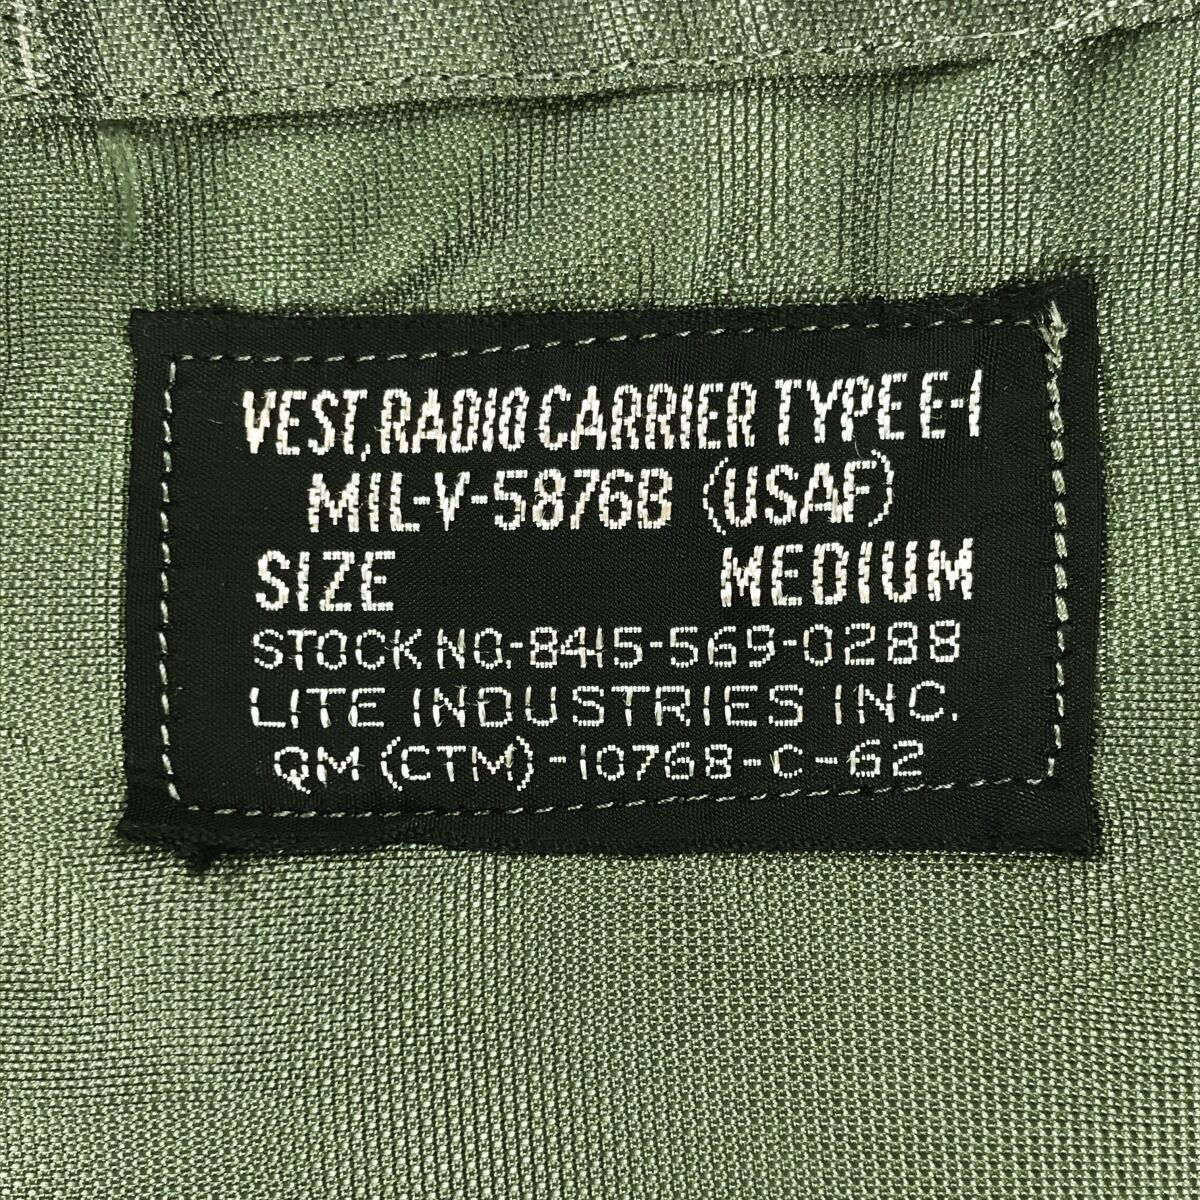 VEST, RADIO CARRIER TYPE E-1
MIL-V-5876B (USAF)
SIZE MEDIUM
STOCK NO.-8415-569-0288
LITE INDUSTRIES INC.
QM (CTM)-10768-C-62